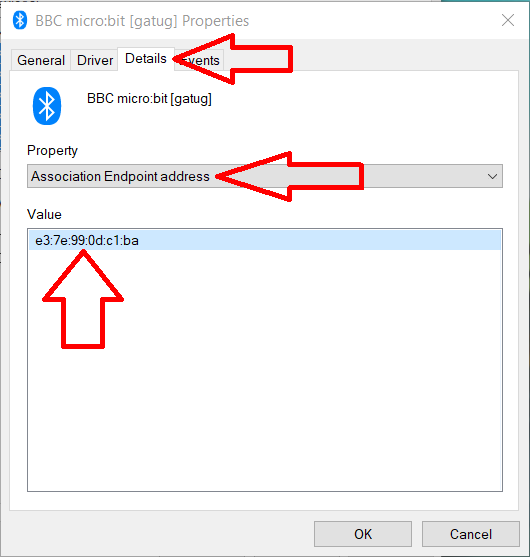 BBC micro:bit [gatug] Properties
General Driver Details Events
BBC micro:bit [gatug]
Property
Association Endpoint address
Value
e3:7e:99:0d:c1:ba
OK Cancel